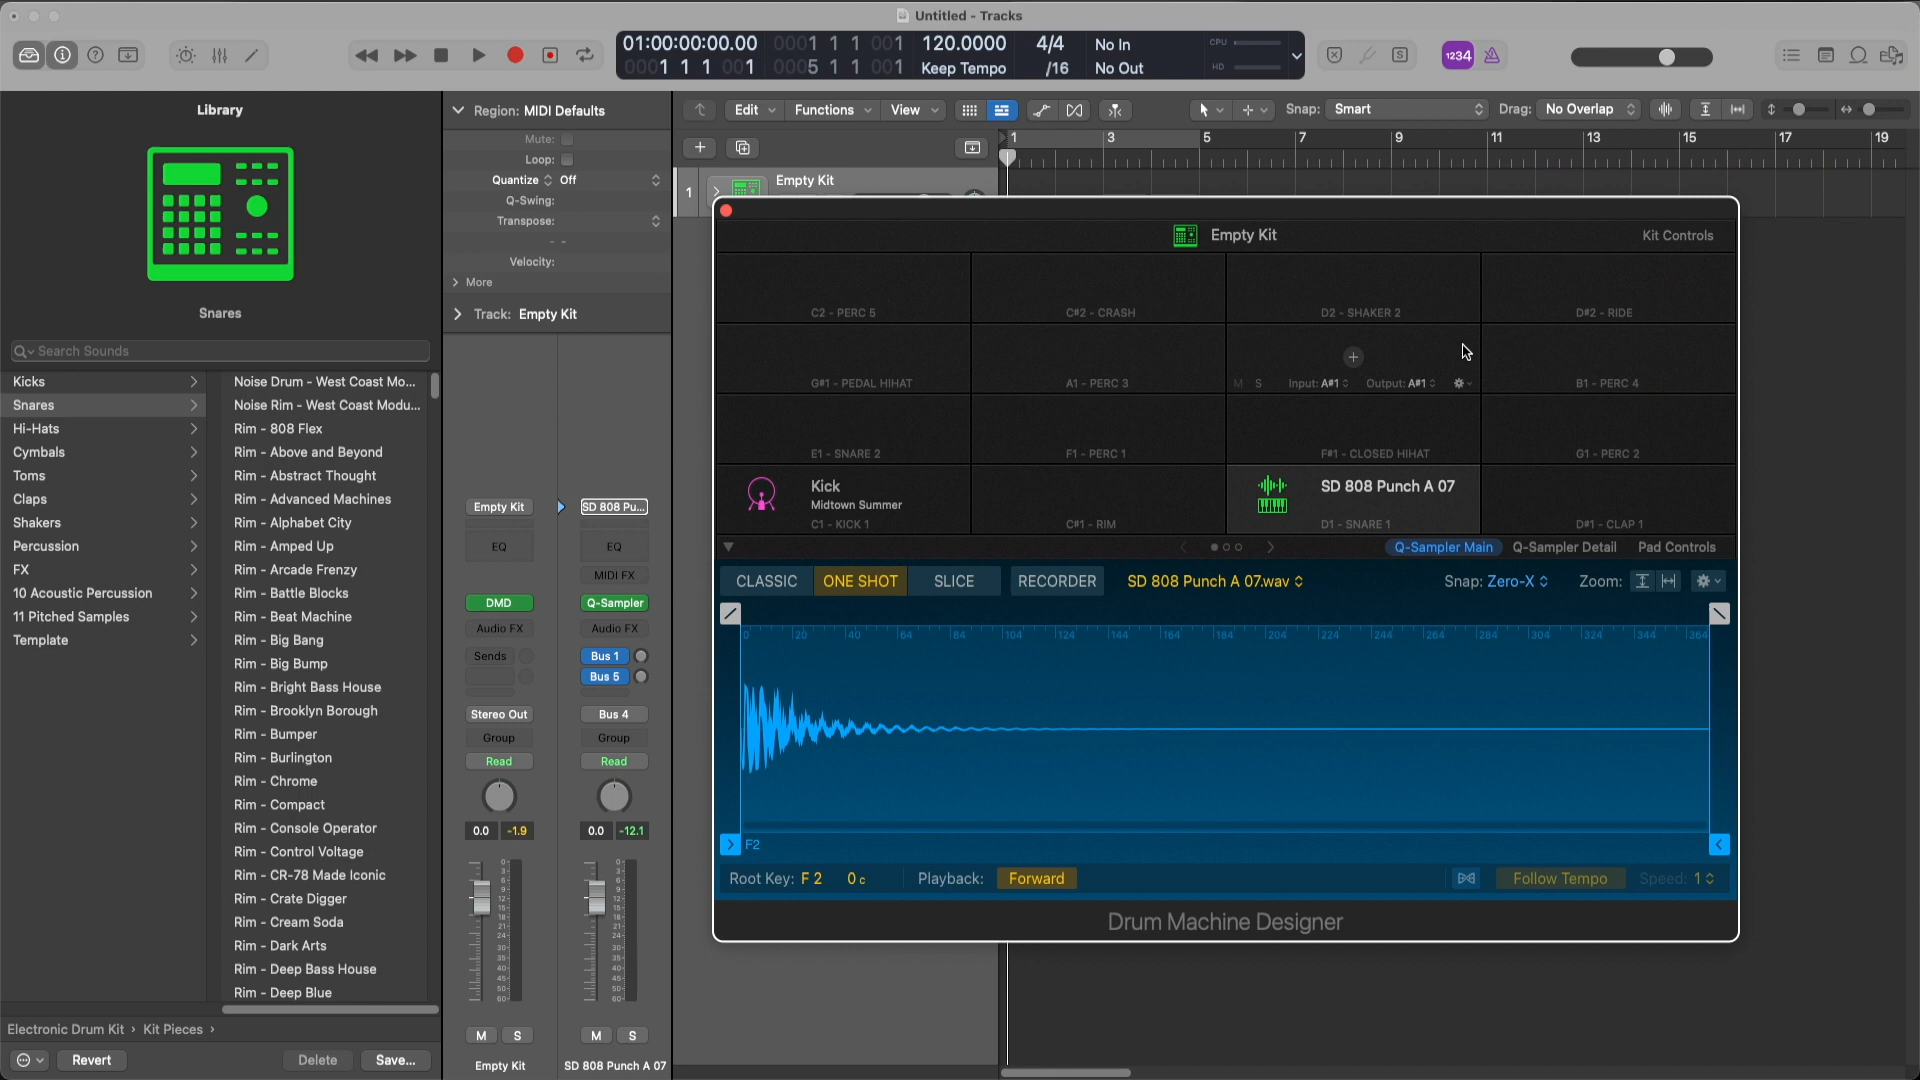 Untitled - Tracks
01:00:00:00.00 0001 1 1 001 120.0000 4/4 No In CPU
0001 1 1 001 0005 1 1 001 Keep Tempo /16 No Out HD
1234
S
Library
Region: MIDI Defaults
Edit Functions View
Snap: Smart Drag: No Overlap
1 3 5 7 9 11 13 15 17 19
Mute:
Loop:
Quantize Off
Q-Swing:
Transpose:
- -
Velocity:
More
Track: Empty Kit
1 Empty Kit
Snares
Search Sounds
Kicks
Snares
Hi-Hats
Cymbals
Toms
Claps
Shakers
Percussion
FX
10 Acoustic Percussion
11 Pitched Samples
Template
Noise Drum - West Coast Mo...
Noise Rim - West Coast Modu...
Rim - 808 Flex
Rim - Above and Beyond
Rim - Abstract Thought
Rim - Advanced Machines
Rim - Alphabet City
Rim - Amped Up
Rim - Arcade Frenzy
Rim - Battle Blocks
Rim - Beat Machine
Rim - Big Bang
Rim - Big Bump
Rim - Bright Bass House
Rim - Brooklyn Borough
Rim - Bumper
Rim - Burlington
Rim - Chrome
Rim - Compact
Rim - Console Operator
Rim - Control Voltage
Rim - CR-78 Made Iconic
Rim - Crate Digger
Rim - Cream Soda
Rim - Dark Arts
Rim - Deep Bass House
Rim - Deep Blue
Electronic Drum Kit › Kit Pieces ›
Revert Delete Save...
Empty Kit SD 808 Pu...
EQ EQ
MIDI FX
DMD Q-Sampler
Audio FX Audio FX
Sends Bus 1
Bus 5
Stereo Out Bus 4
Group Group
Read Read
0.0 -1.9 0.0 -12.1
M S M S
Empty Kit SD 808 Punch A 07
Empty Kit Kit Controls
C2 - PERC 5 C#2 - CRASH D2 - SHAKER 2 D#2 - RIDE
G#1 - PEDAL HIHAT A1 - PERC 3 M S Input: A#1 Output: A#1 B1 - PERC 4
E1 - SNARE 2 F1 - PERC 1 F#1 - CLOSED HIHAT G1 - PERC 2
Kick SD 808 Punch A 07
Midtown Summer
C1 - KICK 1 C#1 - RIM D1 - SNARE 1 D#1 - CLAP 1
Q-Sampler Main Q-Sampler Detail Pad Controls
CLASSIC ONE SHOT SLICE RECORDER SD 808 Punch A 07.wav Snap: Zero-X Zoom:
0 20 40 64 84 104 124 144 164 184 204 224 244 264 284 304 324 344 364
F2
Root Key: F 2 0 c Playback: Forward Follow Tempo Speed: 1
Drum Machine Designer